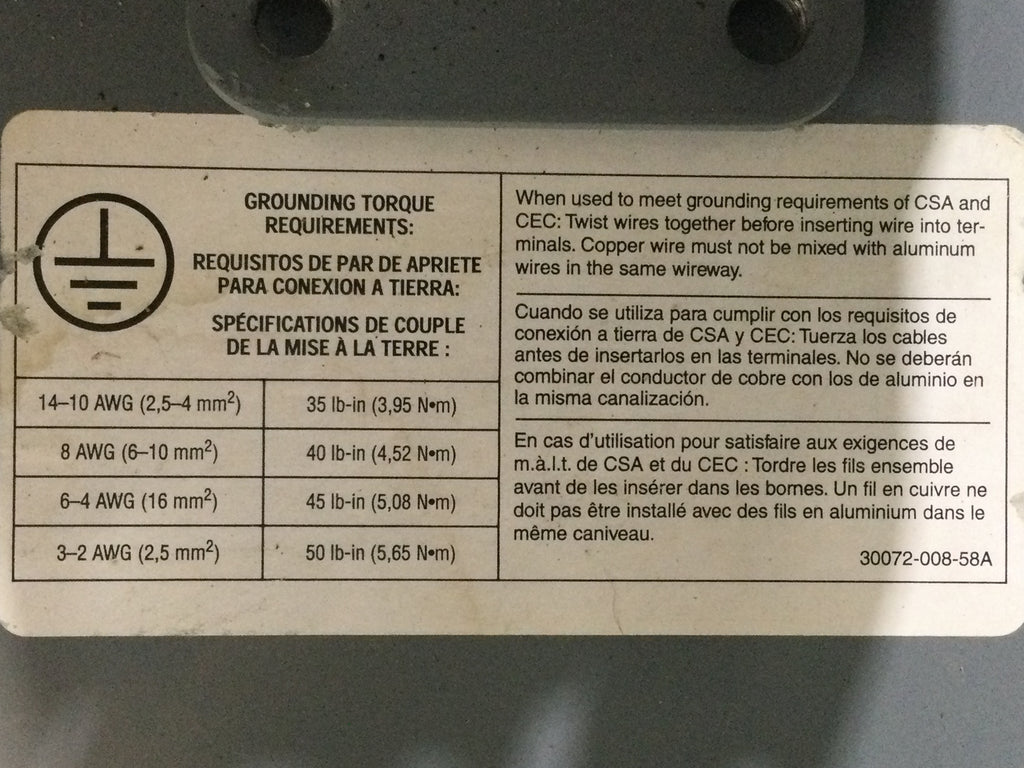 GROUNDING TORQUE
REQUIREMENTS:
REQUISITOS DE PAR DE APRIETE
PARA CONEXION A TIERRA:
SPÉCIFICATIONS DE COUPLE
DE LA MISE À LA TERRE :
14–10 AWG (2,5–4 mm²) 35 lb-in (3,95 N•m)
8 AWG (6–10 mm²) 40 lb-in (4,52 N•m)
6–4 AWG (16 mm²) 45 lb-in (5,08 N•m)
3–2 AWG (2,5 mm²) 50 lb-in (5,65 N•m)
When used to meet grounding requirements of CSA and
CEC: Twist wires together before inserting wire into ter-
minals. Copper wire must not be mixed with aluminum
wires in the same wireway.
Cuando se utiliza para cumplir con los requisitos de
conexión a tierra de CSA y CEC: Tuerza los cables
antes de insertarlos en las terminales. No se deberán
combinar el conductor de cobre con los de aluminio en
la misma canalización.
En cas d'utilisation pour satisfaire aux exigences de
m.à.l.t. de CSA et du CEC : Tordre les fils ensemble
avant de les insérer dans les bornes. Un fil en cuivre ne
doit pas être installé avec des fils en aluminium dans le
même caniveau.
30072-008-58A